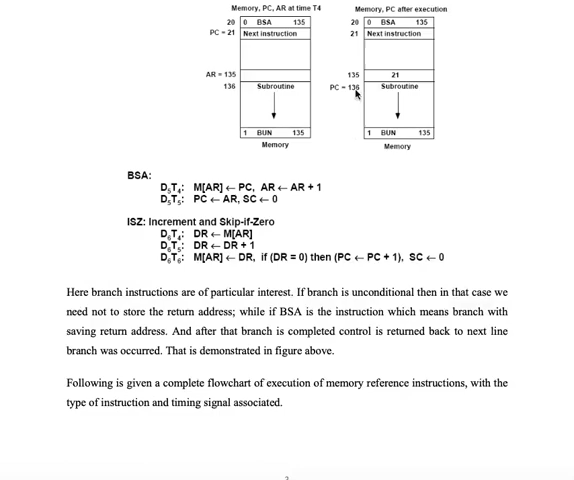 Memory, PC, AR at time T4
20 0 BSA 135
PC = 21 Next instruction
AR = 135
136 Subroutine
1 BUN 135
Memory
Memory, PC after execution
20 0 BSA 135
21 Next instruction
135 21
PC = 136 Subroutine
1 BUN 135
Memory
BSA:
D₅T₄: M[AR] ← PC, AR ← AR + 1
D₅T₅: PC ← AR, SC ← 0
ISZ: Increment and Skip-if-Zero
D₆T₄: DR ← M[AR]
D₆T₅: DR ← DR + 1
D₆T₆: M[AR] ← DR, if (DR = 0) then (PC ← PC + 1), SC ← 0
Here branch instructions are of particular interest. If branch is unconditional then in that case we
need not to store the return address; while if BSA is the instruction which means branch with
saving return address. And after that branch is completed control is returned back to next line
branch was occurred. That is demonstrated in figure above.
Following is given a complete flowchart of execution of memory reference instructions, with the
type of instruction and timing signal associated.